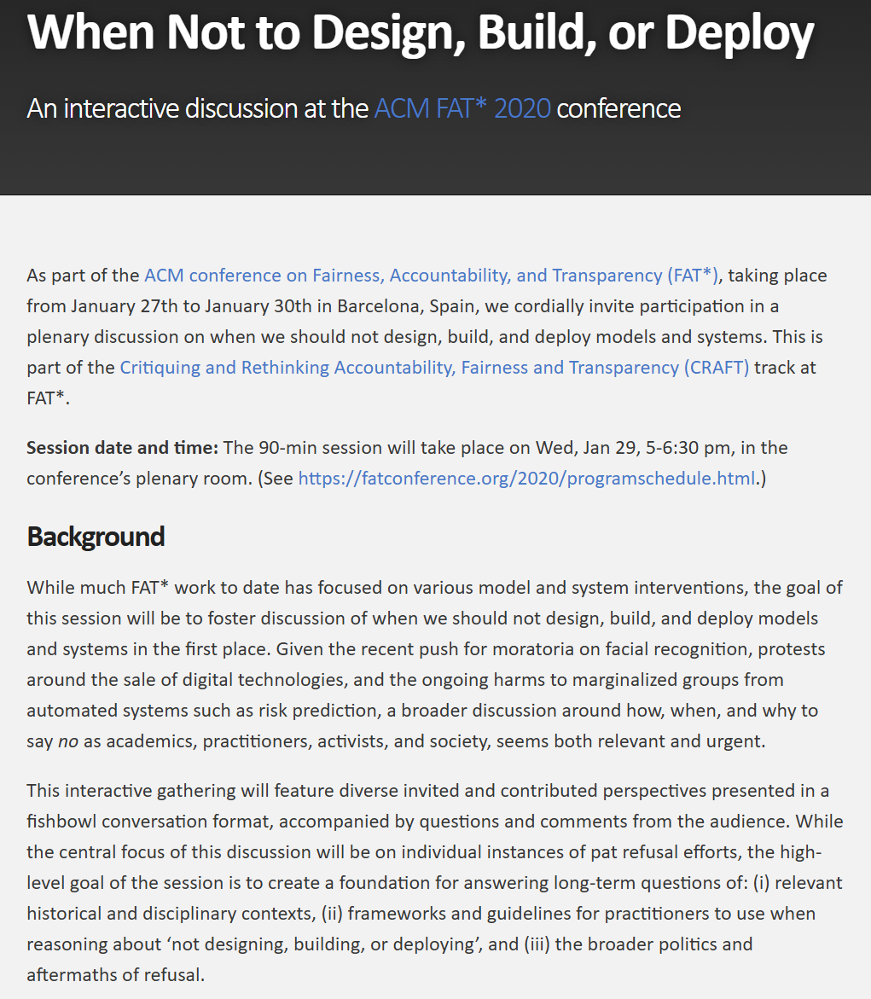 When Not to Design, Build, or Deploy
An interactive discussion at the ACM FAT* 2020 conference
As part of the ACM conference on Fairness, Accountability, and Transparency (FAT*), taking place
from January 27th to January 30th in Barcelona, Spain, we cordially invite participation in a
plenary discussion on when we should not design, build, and deploy models and systems. This is
part of the Critiquing and Rethinking Accountability, Fairness and Transparency (CRAFT) track at
FAT*.
Session date and time: The 90-min session will take place on Wed, Jan 29, 5-6:30 pm, in the
conference’s plenary room. (See https://fatconference.org/2020/programschedule.html.)
Background
While much FAT* work to date has focused on various model and system interventions, the goal of
this session will be to foster discussion of when we should not design, build, and deploy models
and systems in the first place. Given the recent push for moratoria on facial recognition, protests
around the sale of digital technologies, and the ongoing harms to marginalized groups from
automated systems such as risk prediction, a broader discussion around how, when, and why to
say no as academics, practitioners, activists, and society, seems both relevant and urgent.
This interactive gathering will feature diverse invited and contributed perspectives presented in a
fishbowl conversation format, accompanied by questions and comments from the audience. While
the central focus of this discussion will be on individual instances of pat refusal efforts, the high-
level goal of the session is to create a foundation for answering long-term questions of: (i) relevant
historical and disciplinary contexts, (ii) frameworks and guidelines for practitioners to use when
reasoning about ‘not designing, building, or deploying’, and (iii) the broader politics and
aftermaths of refusal.